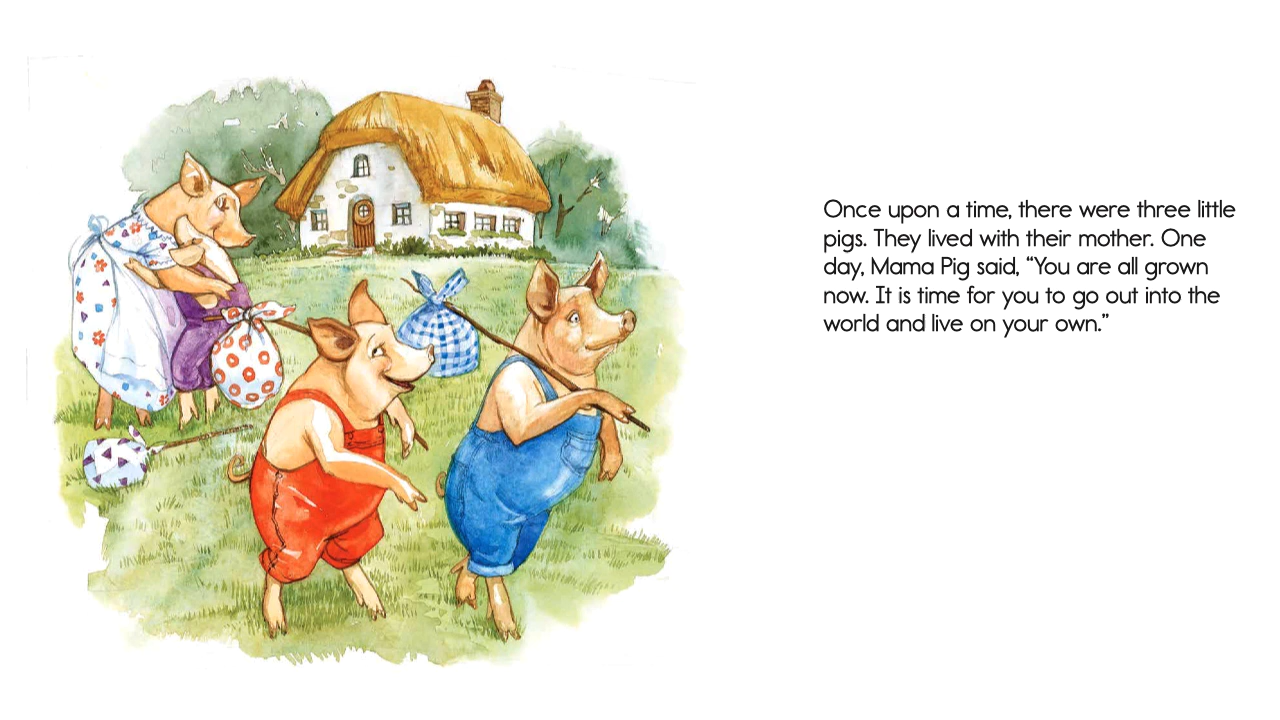 Once upon a time, there were three little
pigs. They lived with their mother. One
day, Mama Pig said, “You are all grown
now. It is time for you to go out into the
world and live on your own.”